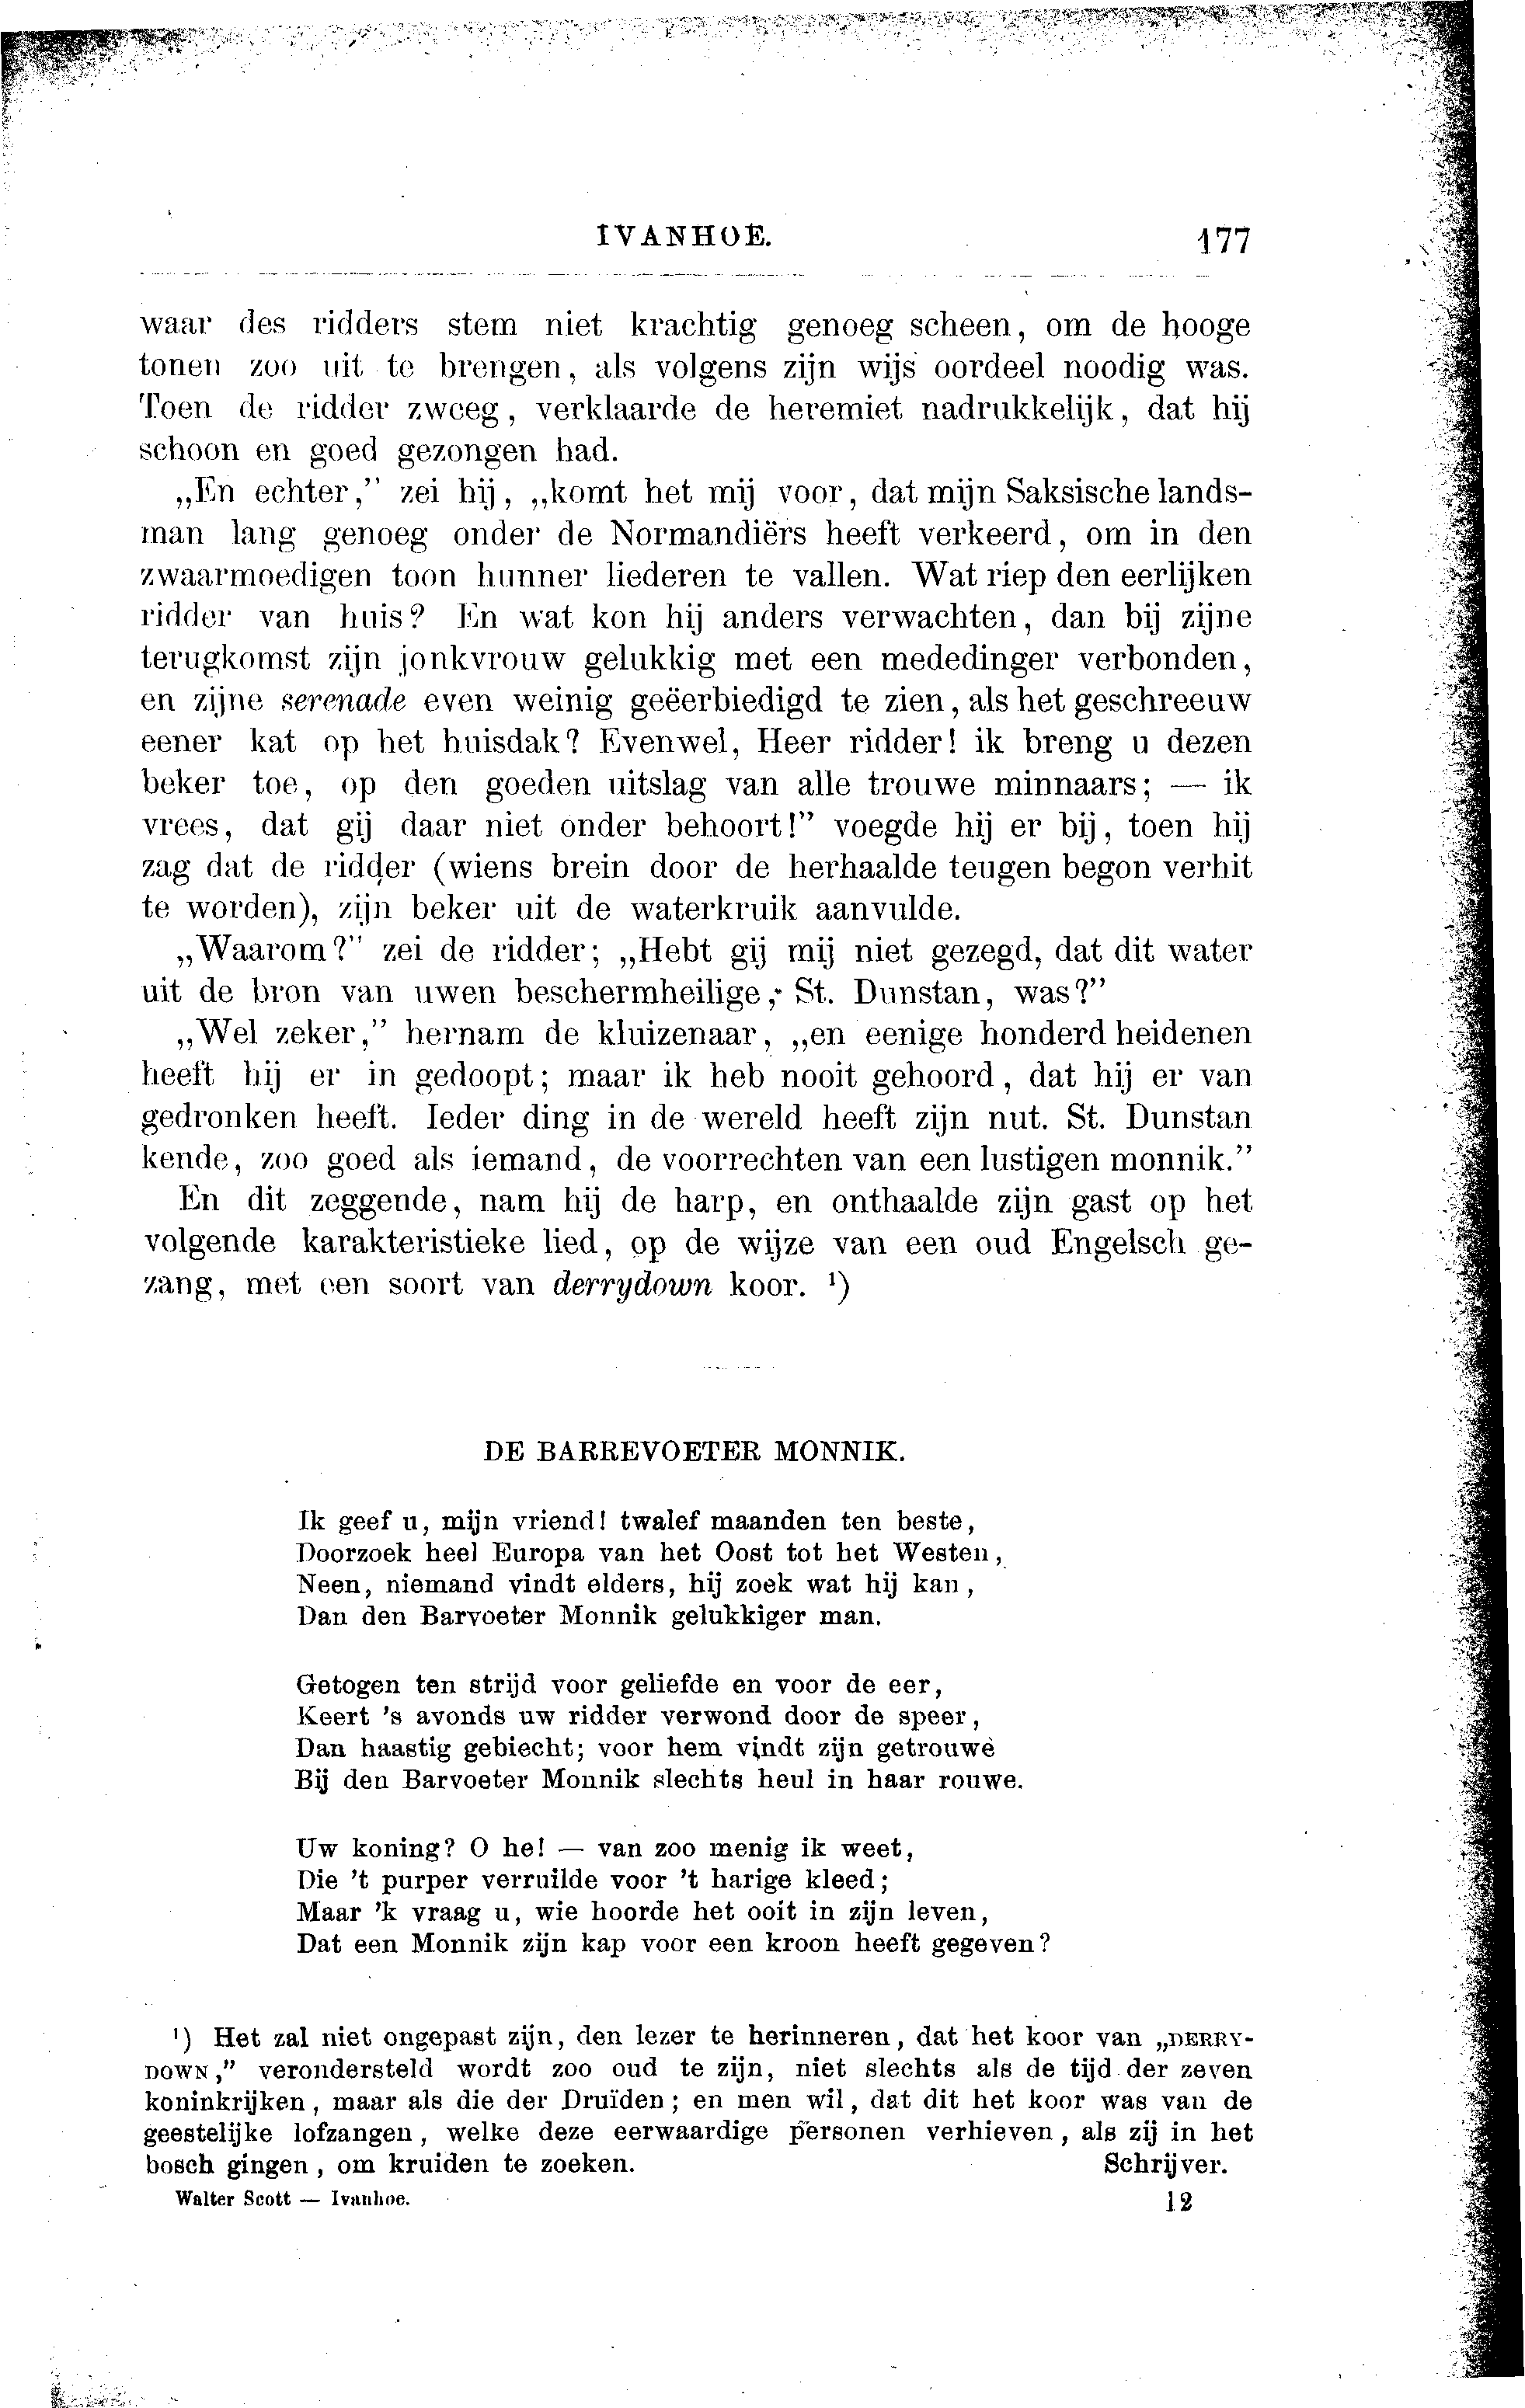 IVANHOE. 177
waar des ridders stem niet krachtig genoeg scheen, om de hooge
tonen zoo uit te brengen, als volgens zijn wijs oordeel noodig was.
Toen de ridder zweeg, verklaarde de heremiet nadrukkelijk, dat hij
schoon en goed gezongen had.
„En echter,” zei hij, „komt het mij voor, dat mijn Saksische lands-
man lang genoeg onder de Normandiërs heeft verkeerd, om in den
zwaarmoedigen toon hunner liederen te vallen. Wat riep den eerlijken
ridder van huis? En wat kon hij anders verwachten, dan bij zijne
terugkomst zijn jonkvrouw gelukkig met een mededinger verbonden,
en zijne serenade even weinig geëerbiedigd te zien, als het geschreeuw
eener kat op het huisdak? Evenwel, Heer ridder! ik breng u dezen
beker toe, op den goeden uitslag van alle trouwe minnaars; — ik
vrees, dat gij daar niet onder behoort!” voegde hij er bij, toen hij
zag dat de ridder (wiens brein door de herhaalde teugen begon verhit
te worden), zijn beker uit de waterkruik aanvulde.
„Waarom?” zei de ridder; „Hebt gij mij niet gezegd, dat dit water
uit de bron van uwen beschermheilige, St. Dunstan, was?”
„Wel zeker,” hernam de kluizenaar, „en eenige honderd heidenen
heeft hij er in gedoopt; maar ik heb nooit gehoord, dat hij er van
gedronken heeft. Ieder ding in de wereld heeft zijn nut. St. Dunstan
kende, zoo goed als iemand, de voorrechten van een lustigen monnik.”
En dit zeggende, nam hij de harp, en onthaalde zijn gast op het
volgende karakteristieke lied, op de wijze van een oud Engelsch ge-
zang, met een soort van derrydown koor. ¹)
DE BARREVOETER MONNIK.
Ik geef u, mijn vriend! twalef maanden ten beste,
Doorzoek heel Europa van het Oost tot het Westen,
Neen, niemand vindt elders, hij zoek wat hij kan,
Dan den Barvoeter Monnik gelukkiger man.
Getogen ten strijd voor geliefde en voor de eer,
Keert 's avonds uw ridder verwond door de speer,
Dan haastig gebiecht; voor hem vindt zijn getrouwe
Bij den Barvoeter Monnik slechts heul in haar rouwe.
Uw koning? O he! — van zoo menig ik weet,
Die 't purper verruilde voor 't harige kleed;
Maar 'k vraag u, wie hoorde het ooit in zijn leven,
Dat een Monnik zijn kap voor een kroon heeft gegeven?
¹) Het zal niet ongepast zijn, den lezer te herinneren, dat het koor van „DERRY-
DOWN,” verondersteld wordt zoo oud te zijn, niet slechts als de tijd der zeven
koninkrijken, maar als die der Druïden; en men wil, dat dit het koor was van de
geestelijke lofzangen, welke deze eerwaardige personen verhieven, als zij in het
bosch gingen, om kruiden te zoeken. Schrijver.
Walter Scott — Ivanhoe. 12